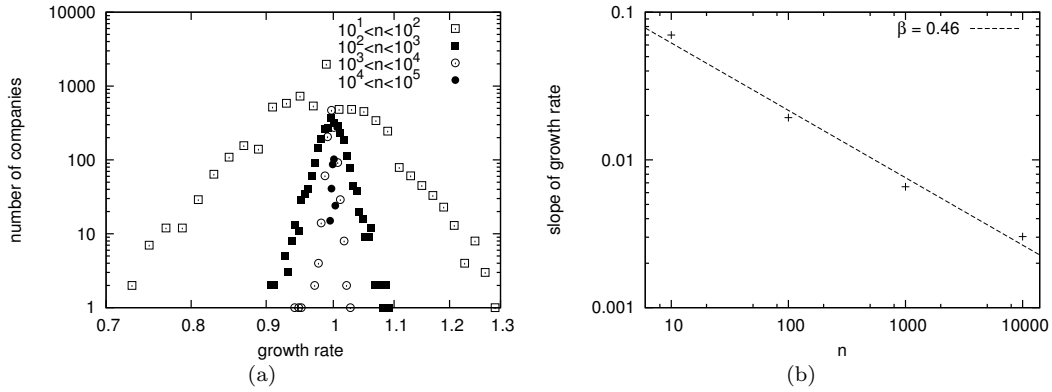 10000
1000
100
10
1
number of companies
0.7
0.8
0.9
1
1.1
1.2
1.3
growth rate
10^1<n<10^2
10^2<n<10^3
10^3<n<10^4
10^4<n<10^5
(a)
0.1
0.01
0.001
slope of growth rate
10
100
1000
10000
n
β = 0.46
(b)